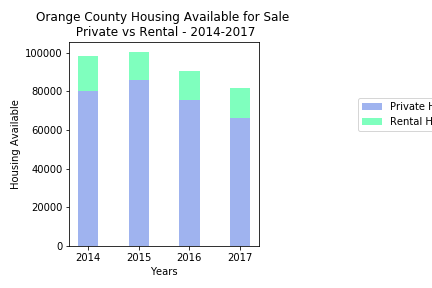 Orange County Housing Available for Sale
Private vs Rental - 2014-2017
100000
80000
60000
40000
20000
0
Housing Available
2014 2015 2016 2017
Years
Private H
Rental H